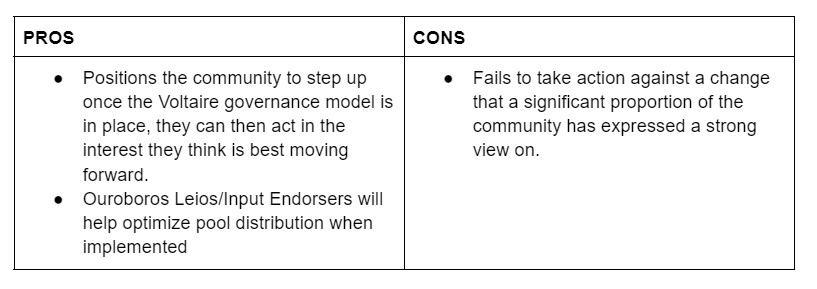 PROS
● Positions the community to step up
once the Voltaire governance model is
in place, they can then act in the
interest they think is best moving
forward.
● Ouroboros Leios/Input Endorsers will
help optimize pool distribution when
implemented
CONS
● Fails to take action against a change
that a significant proportion of the
community has expressed a strong
view on.